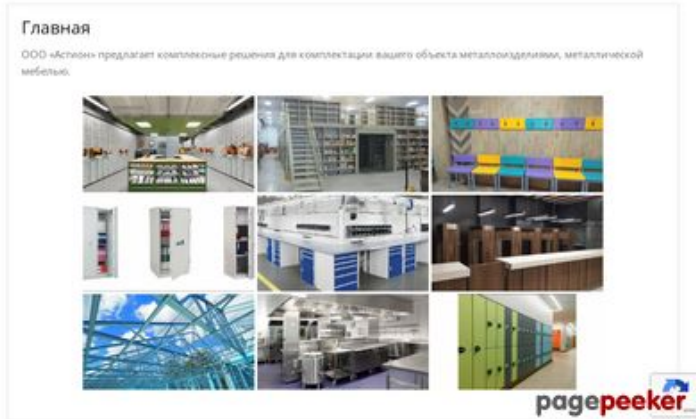 Главная
ООО «Астион» предлагает комплексные решения для комплектации вашего объекта металлоизделиями, металлической
мебелью.
pagepeeker